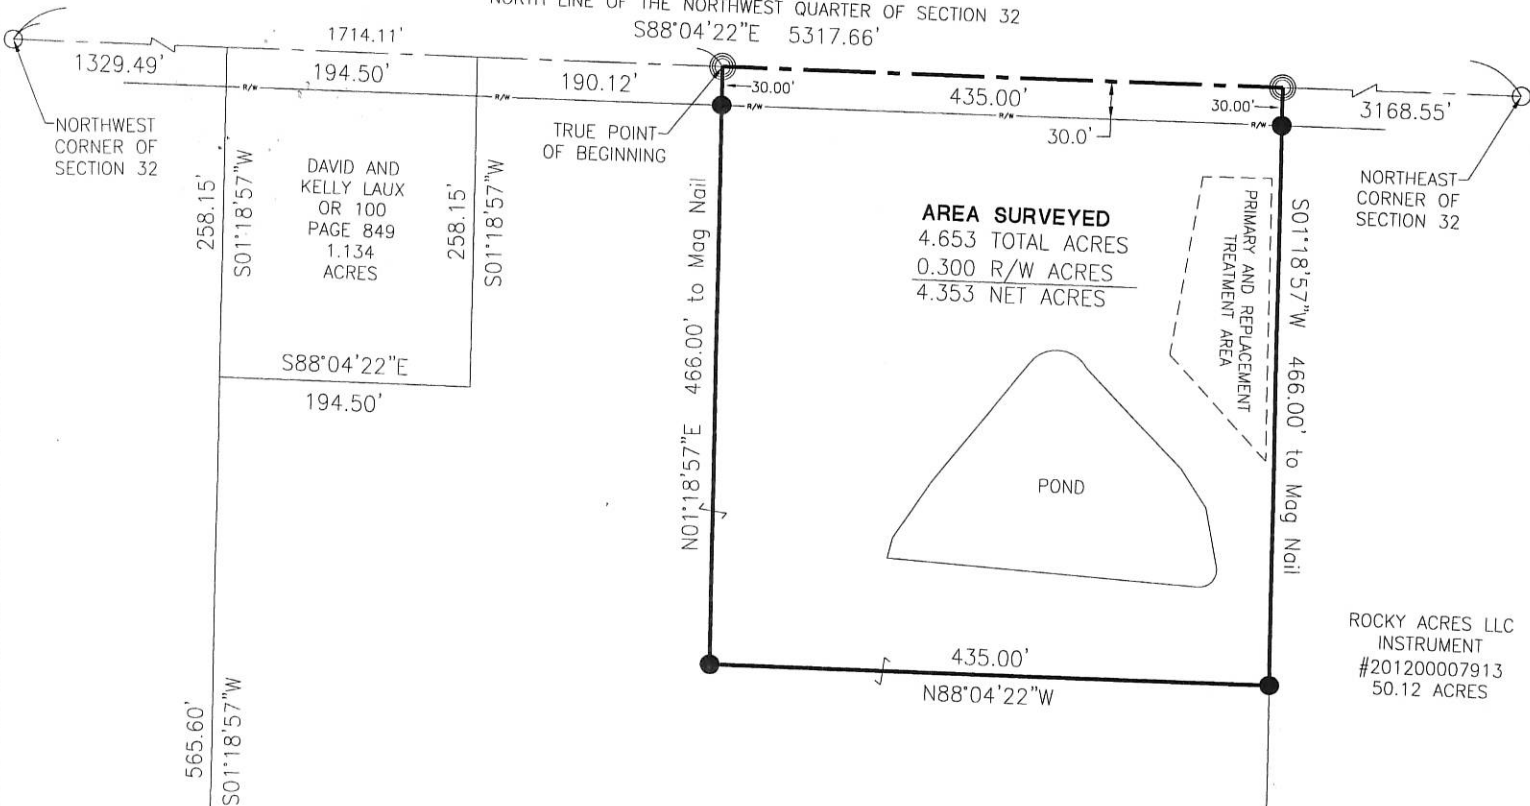 NORTH LINE OF THE NORTHWEST QUARTER OF SECTION 32
S88°04'22"E 5317.66'
1714.11'
1329.49'
194.50'
190.12'
30.00'
435.00'
30.00'
3168.55'
30.0'
R/W
R/W
R/W
R/W
R/W
NORTHWEST
CORNER OF
SECTION 32
TRUE POINT
OF BEGINNING
NORTHEAST
CORNER OF
SECTION 32
258.15'
S01°18'57"W
DAVID AND
KELLY LAUX
OR 100
PAGE 849
1.134
ACRES
258.15'
S01°18'57"W
S88°04'22"E
194.50'
N01°18'57"E 466.00' to Mag Nail
AREA SURVEYED
4.653 TOTAL ACRES
0.300 R/W ACRES
4.353 NET ACRES
PRIMARY AND REPLACEMENT
TREATMENT AREA
S01°18'57"W 466.00' to Mag Nail
POND
435.00'
N88°04'22"W
ROCKY ACRES LLC
INSTRUMENT
#201200007913
50.12 ACRES
565.60'
S01°18'57"W